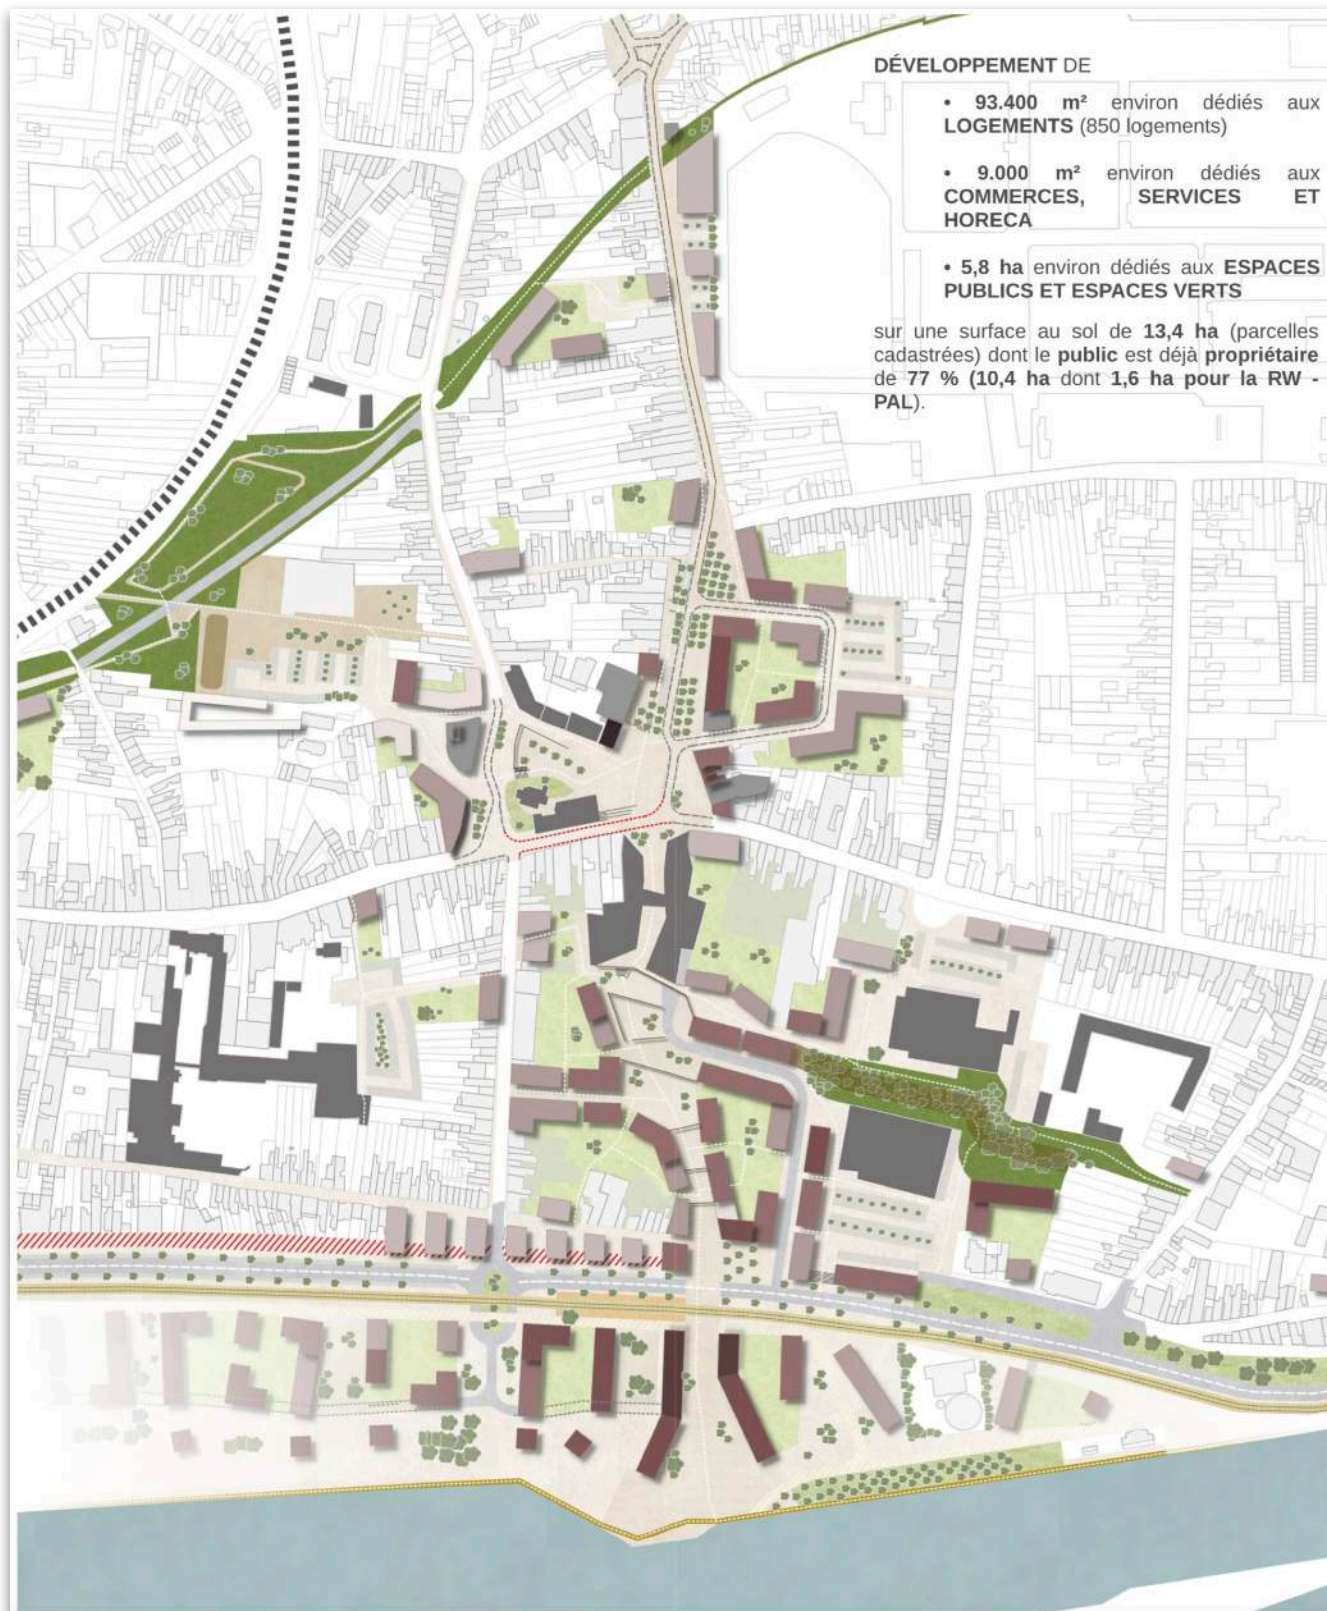 DÉVELOPPEMENT DE
• 93.400 m² environ dédiés aux
LOGEMENTS (850 logements)
• 9.000 m² environ dédiés aux
COMMERCES, SERVICES ET
HORECA
• 5,8 ha environ dédiés aux ESPACES
PUBLICS ET ESPACES VERTS
sur une surface au sol de 13,4 ha (parcelles
cadastrées) dont le public est déjà propriétaire
de 77 % (10,4 ha dont 1,6 ha pour la RW -
PAL).